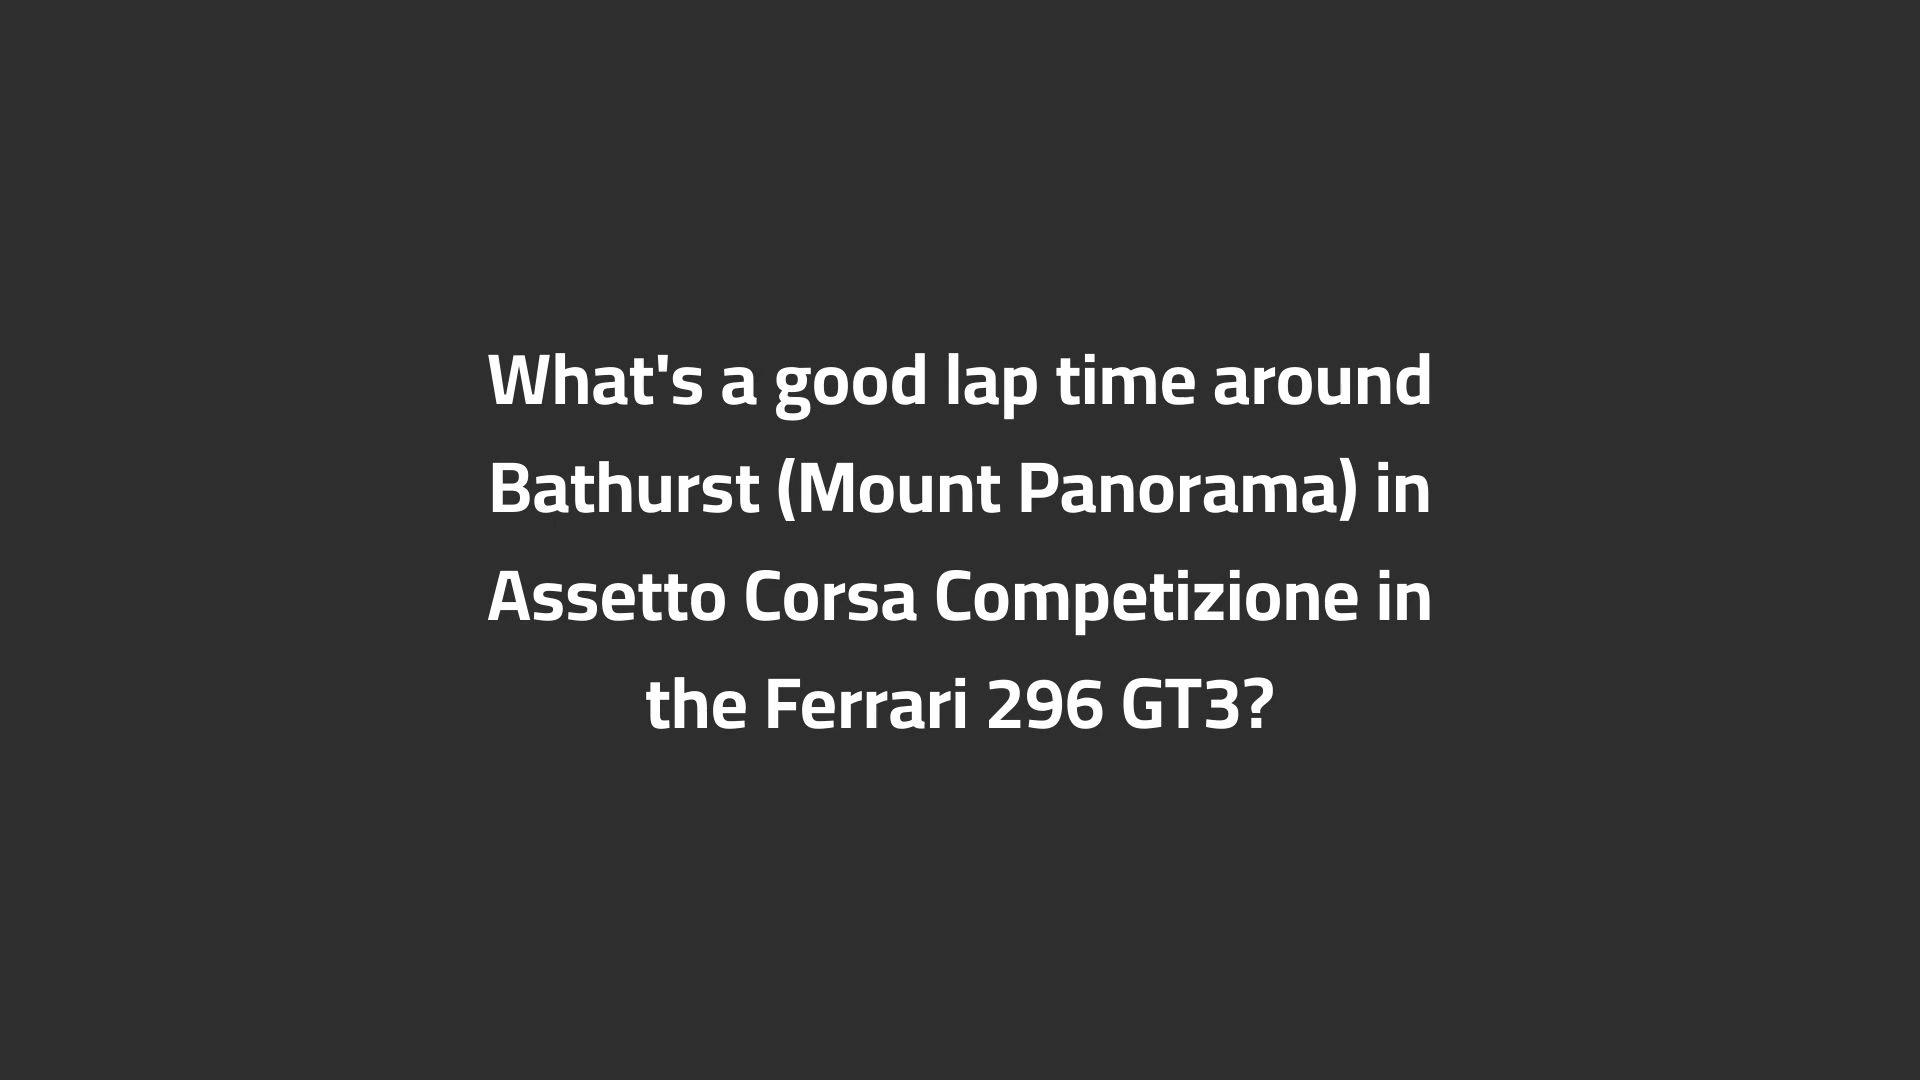 What's a good lap time around
Bathurst (Mount Panorama) in
Assetto Corsa Competizione in
the Ferrari 296 GT3?